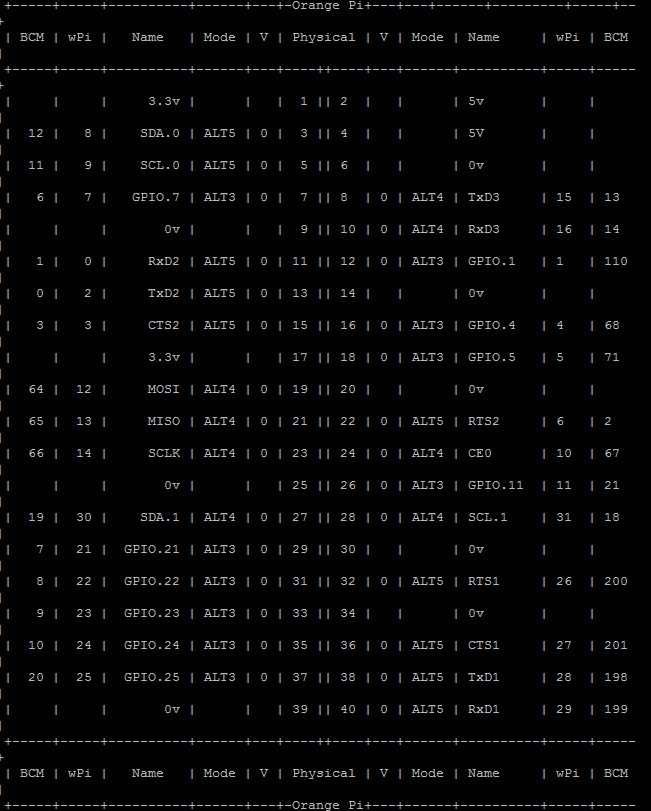 +-----+-----+----------+------+---+-Orange Pi+---+---+------+---------+-----+--
+
| BCM | wPi |   Name   | Mode | V | Physical | V | Mode | Name     | wPi | BCM
|
+-----+-----+----------+------+---+----++----+---+------+----------+-----+-----
+
|     |     |     3.3v |      |   |  1 || 2  |   |      | 5v       |     |
|
|  12 |   8 |    SDA.0 | ALT5 | 0 |  3 || 4  |   |      | 5V       |     |
|
|  11 |   9 |    SCL.0 | ALT5 | 0 |  5 || 6  |   |      | 0v       |     |
|
|   6 |   7 |   GPIO.7 | ALT3 | 0 |  7 || 8  | 0 | ALT4 | TxD3     | 15  | 13
|
|     |     |       0v |      |   |  9 || 10 | 0 | ALT4 | RxD3     | 16  | 14
|
|   1 |   0 |     RxD2 | ALT5 | 0 | 11 || 12 | 0 | ALT3 | GPIO.1   | 1   | 110
|
|   0 |   2 |     TxD2 | ALT5 | 0 | 13 || 14 |   |      | 0v       |     |
|
|   3 |   3 |     CTS2 | ALT5 | 0 | 15 || 16 | 0 | ALT3 | GPIO.4   | 4   | 68
|
|     |     |     3.3v |      |   | 17 || 18 | 0 | ALT3 | GPIO.5   | 5   | 71
|
|  64 |  12 |     MOSI | ALT4 | 0 | 19 || 20 |   |      | 0v       |     |
|
|  65 |  13 |     MISO | ALT4 | 0 | 21 || 22 | 0 | ALT5 | RTS2     | 6   | 2
|
|  66 |  14 |     SCLK | ALT4 | 0 | 23 || 24 | 0 | ALT4 | CE0      | 10  | 67
|
|     |     |       0v |      |   | 25 || 26 | 0 | ALT3 | GPIO.11  | 11  | 21
|
|  19 |  30 |    SDA.1 | ALT4 | 0 | 27 || 28 | 0 | ALT4 | SCL.1    | 31  | 18
|
|   7 |  21 |  GPIO.21 | ALT3 | 0 | 29 || 30 |   |      | 0v       |     |
|
|   8 |  22 |  GPIO.22 | ALT3 | 0 | 31 || 32 | 0 | ALT5 | RTS1     | 26  | 200
|
|   9 |  23 |  GPIO.23 | ALT3 | 0 | 33 || 34 |   |      | 0v       |     |
|
|  10 |  24 |  GPIO.24 | ALT3 | 0 | 35 || 36 | 0 | ALT5 | CTS1     | 27  | 201
|
|  20 |  25 |  GPIO.25 | ALT3 | 0 | 37 || 38 | 0 | ALT5 | TxD1     | 28  | 198
|
|     |     |       0v |      |   | 39 || 40 | 0 | ALT5 | RxD1     | 29  | 199
|
+-----+-----+----------+------+---+----++----+---+------+----------+-----+-----
+
| BCM | wPi |   Name   | Mode | V | Physical | V | Mode | Name     | wPi | BCM
|
+-----+-----+----------+------+---+-Orange Pi+---+------+----------+-----+-----